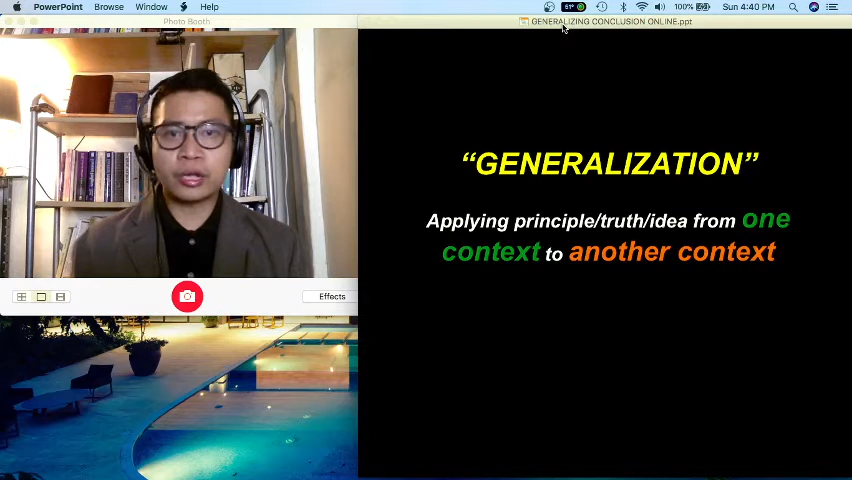 PowerPoint Browse Window Help
51° 100% Sun 4:40 PM
Photo Booth
GENERALIZING CONCLUSION ONLINE.ppt
“GENERALIZATION”
Applying principle/truth/idea from one
context to another context
Effects